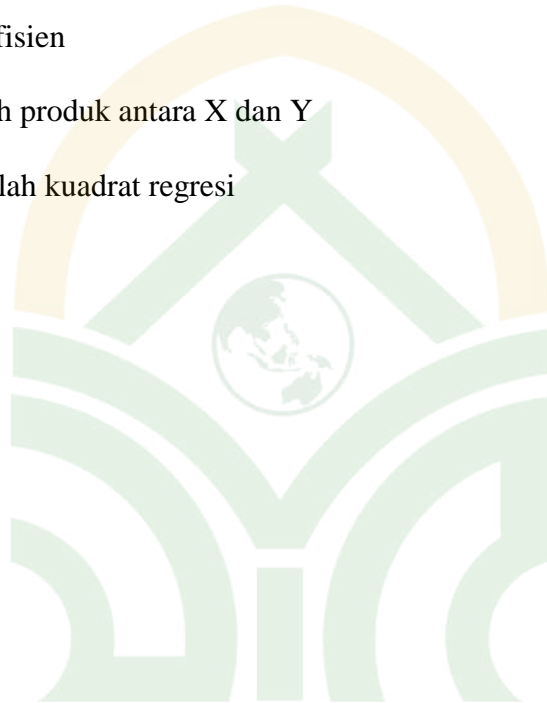 fisien
h produk antara X dan Y
lah kuadrat regresi